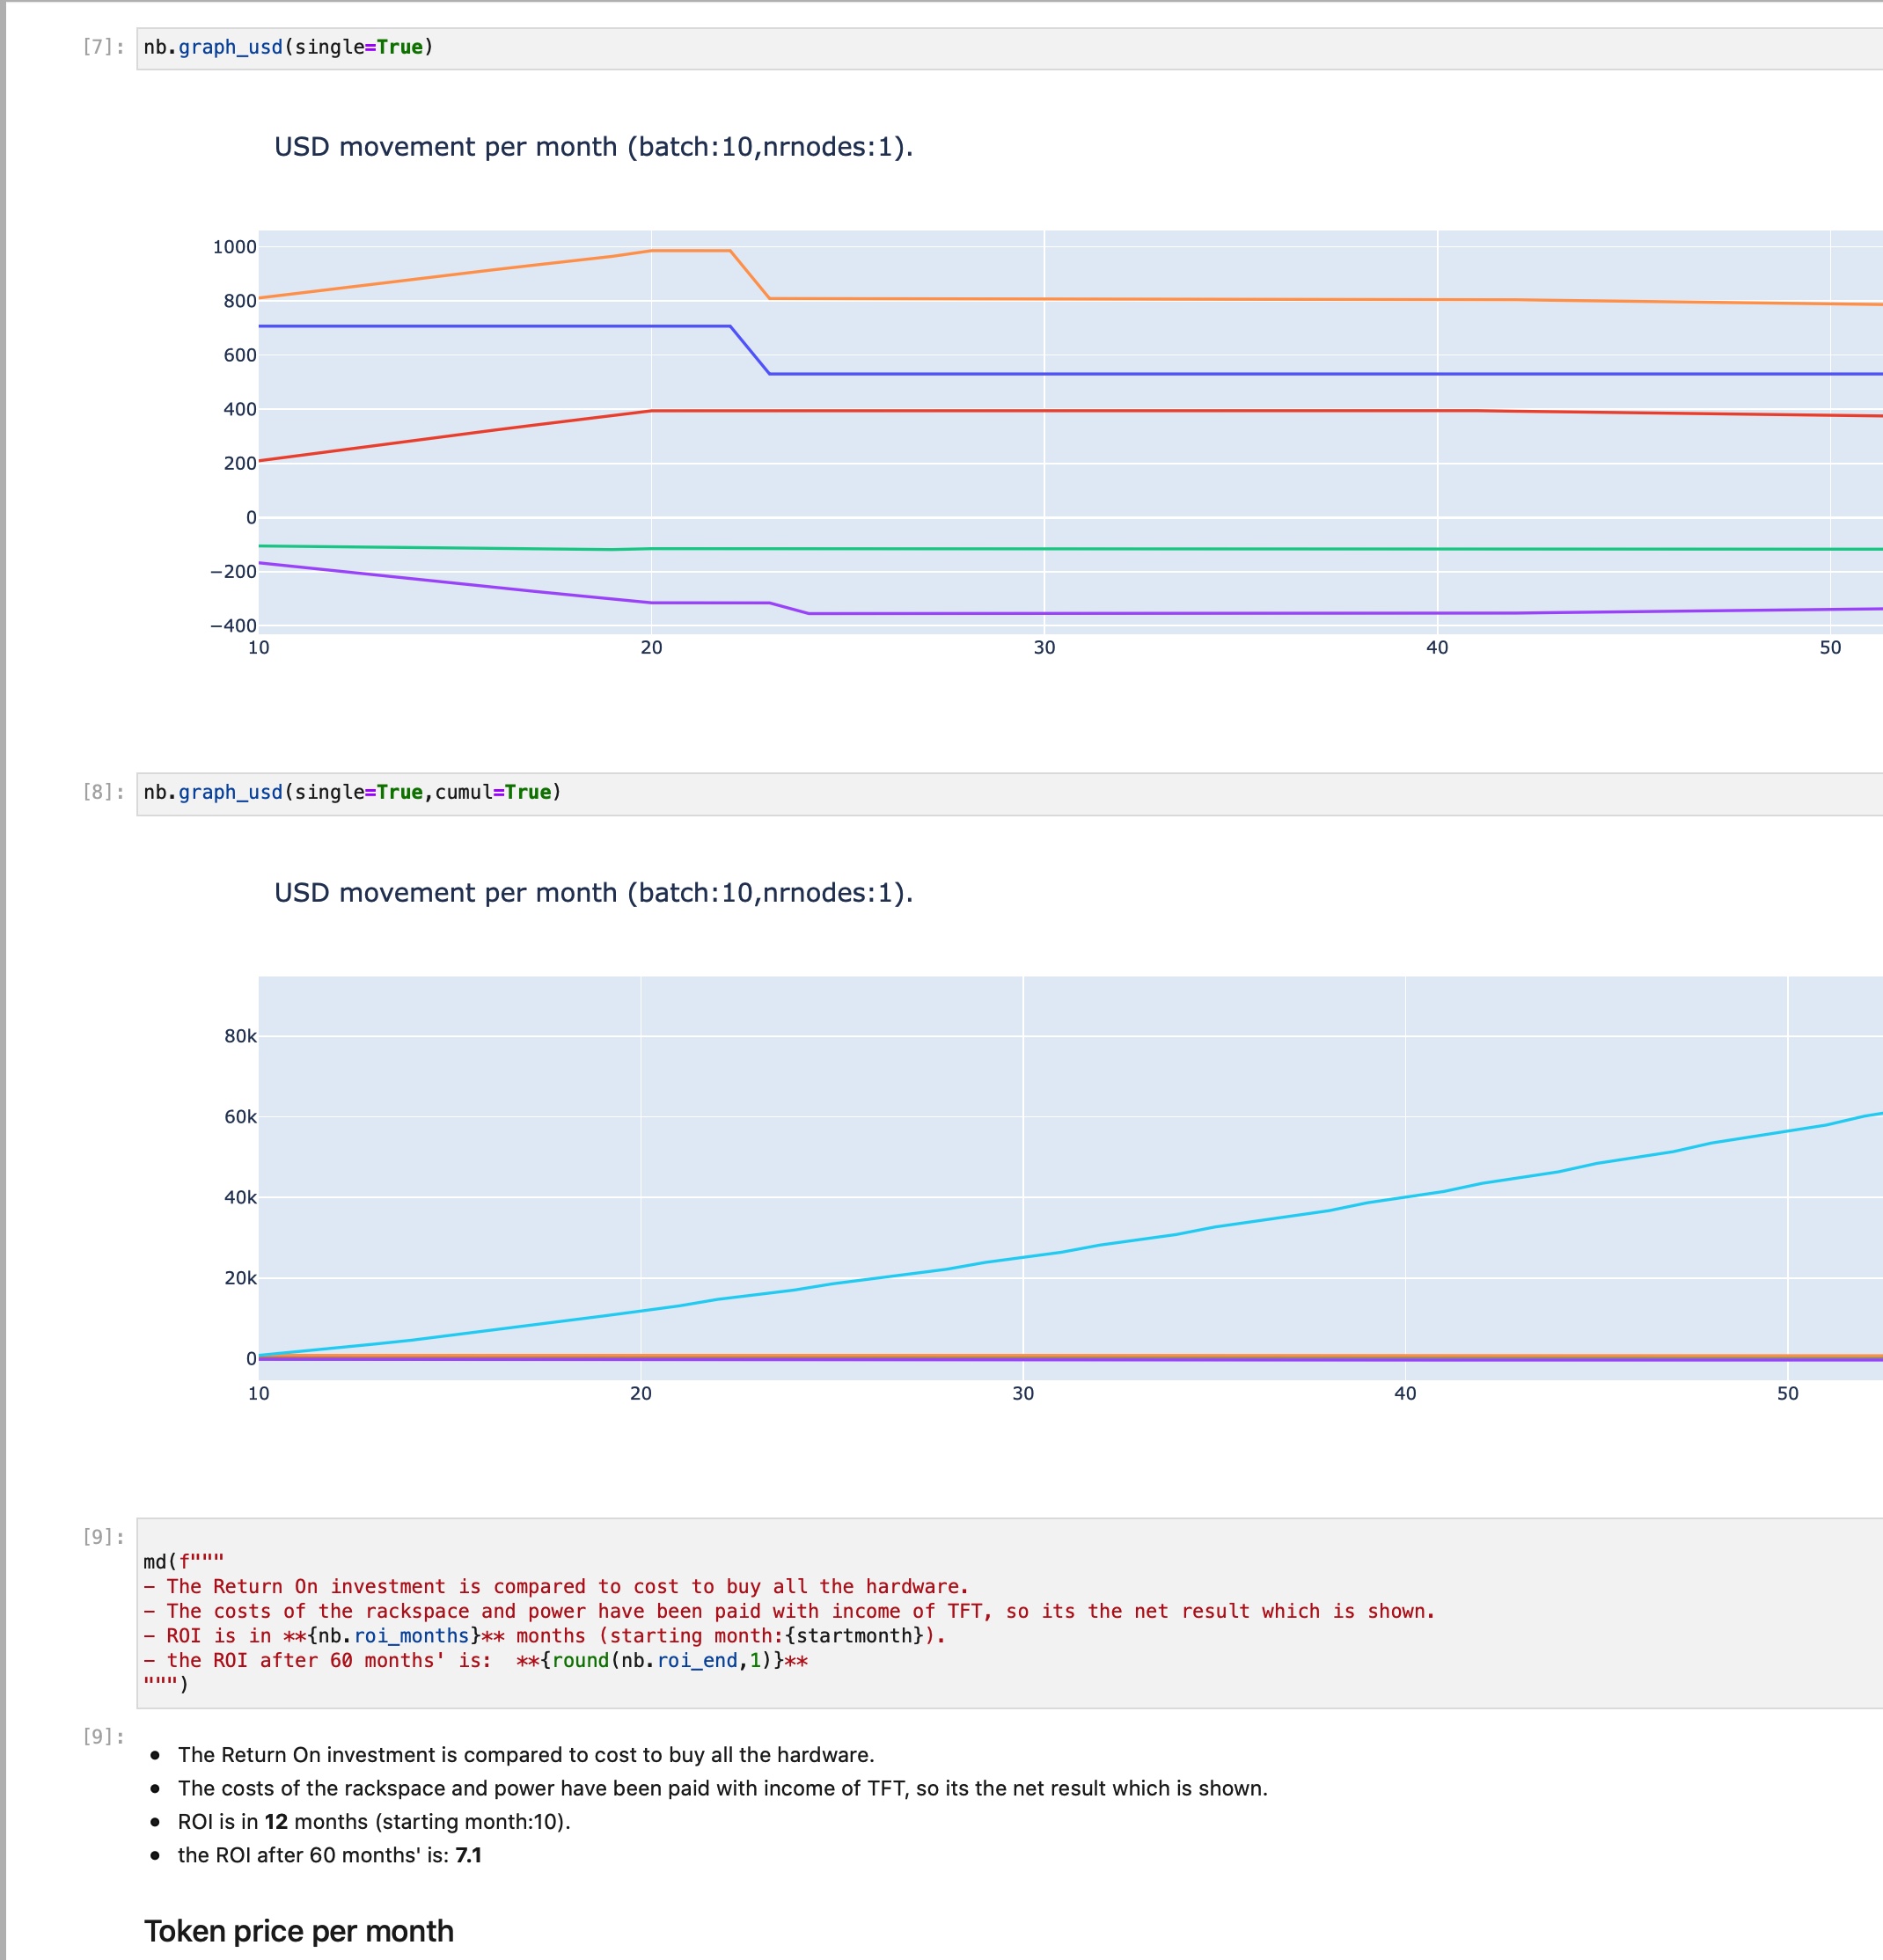 [7]: nb.graph_usd(single=True)
USD movement per month (batch:10,nrnodes:1).
1000
800
600
400
200
0
−200
−400
10 20 30 40 50
[8]: nb.graph_usd(single=True,cumul=True)
USD movement per month (batch:10,nrnodes:1).
80k
60k
40k
20k
0
10 20 30 40 50
[9]:
md(f"""
- The Return On investment is compared to cost to buy all the hardware.
- The costs of the rackspace and power have been paid with income of TFT, so its the net result which is shown.
- ROI is in **{nb.roi_months}** months (starting month:{startmonth}).
- the ROI after 60 months' is:  **{round(nb.roi_end,1)}**
""")
[9]:
• The Return On investment is compared to cost to buy all the hardware.
• The costs of the rackspace and power have been paid with income of TFT, so its the net result which is shown.
• ROI is in 12 months (starting month:10).
• the ROI after 60 months' is: 7.1
Token price per month